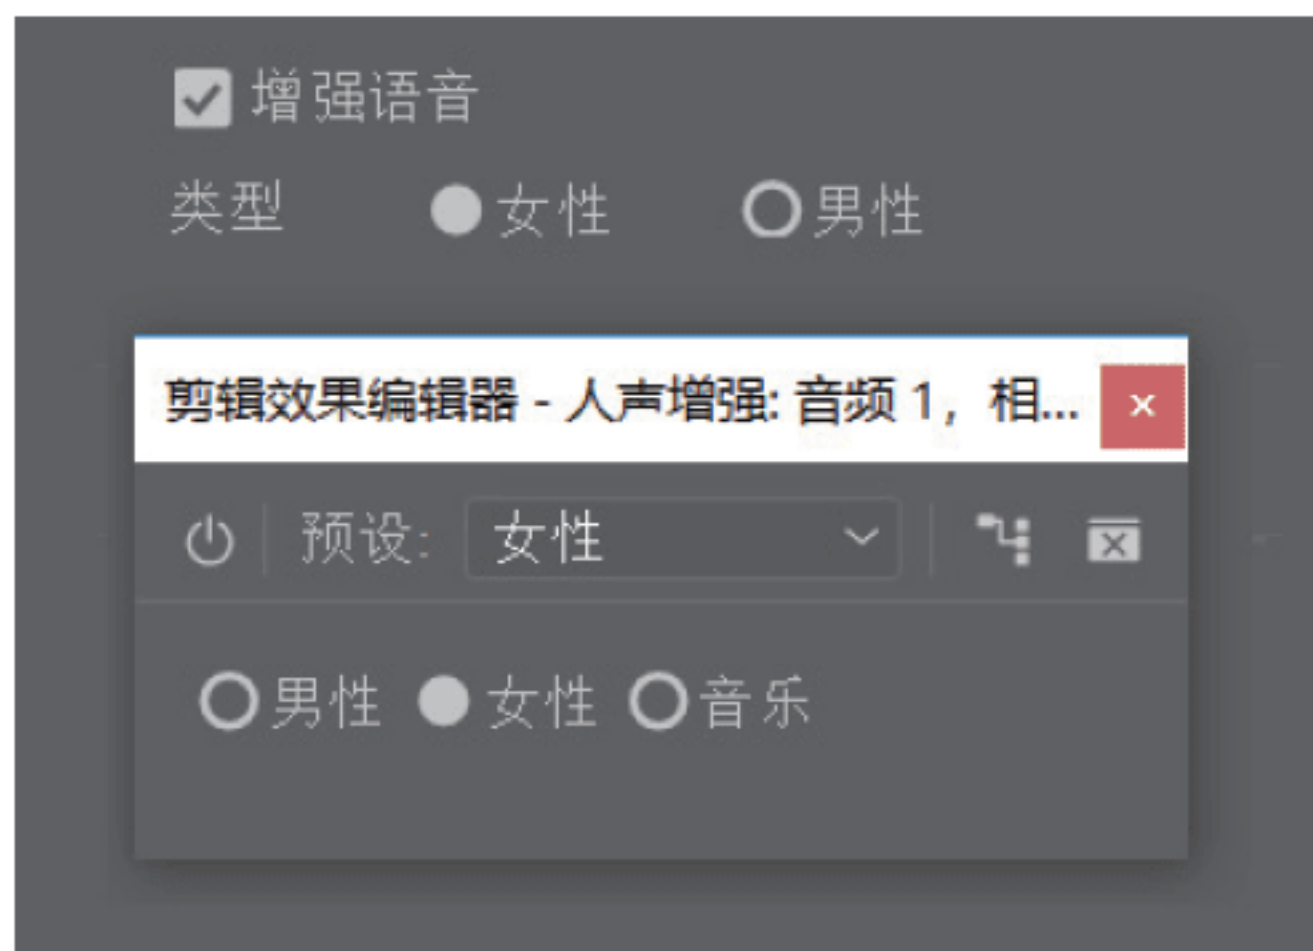 增强语音
类型 女性 男性
剪辑效果编辑器 - 人声增强: 音频 1，相...
预设: 女性
男性 女性 音乐